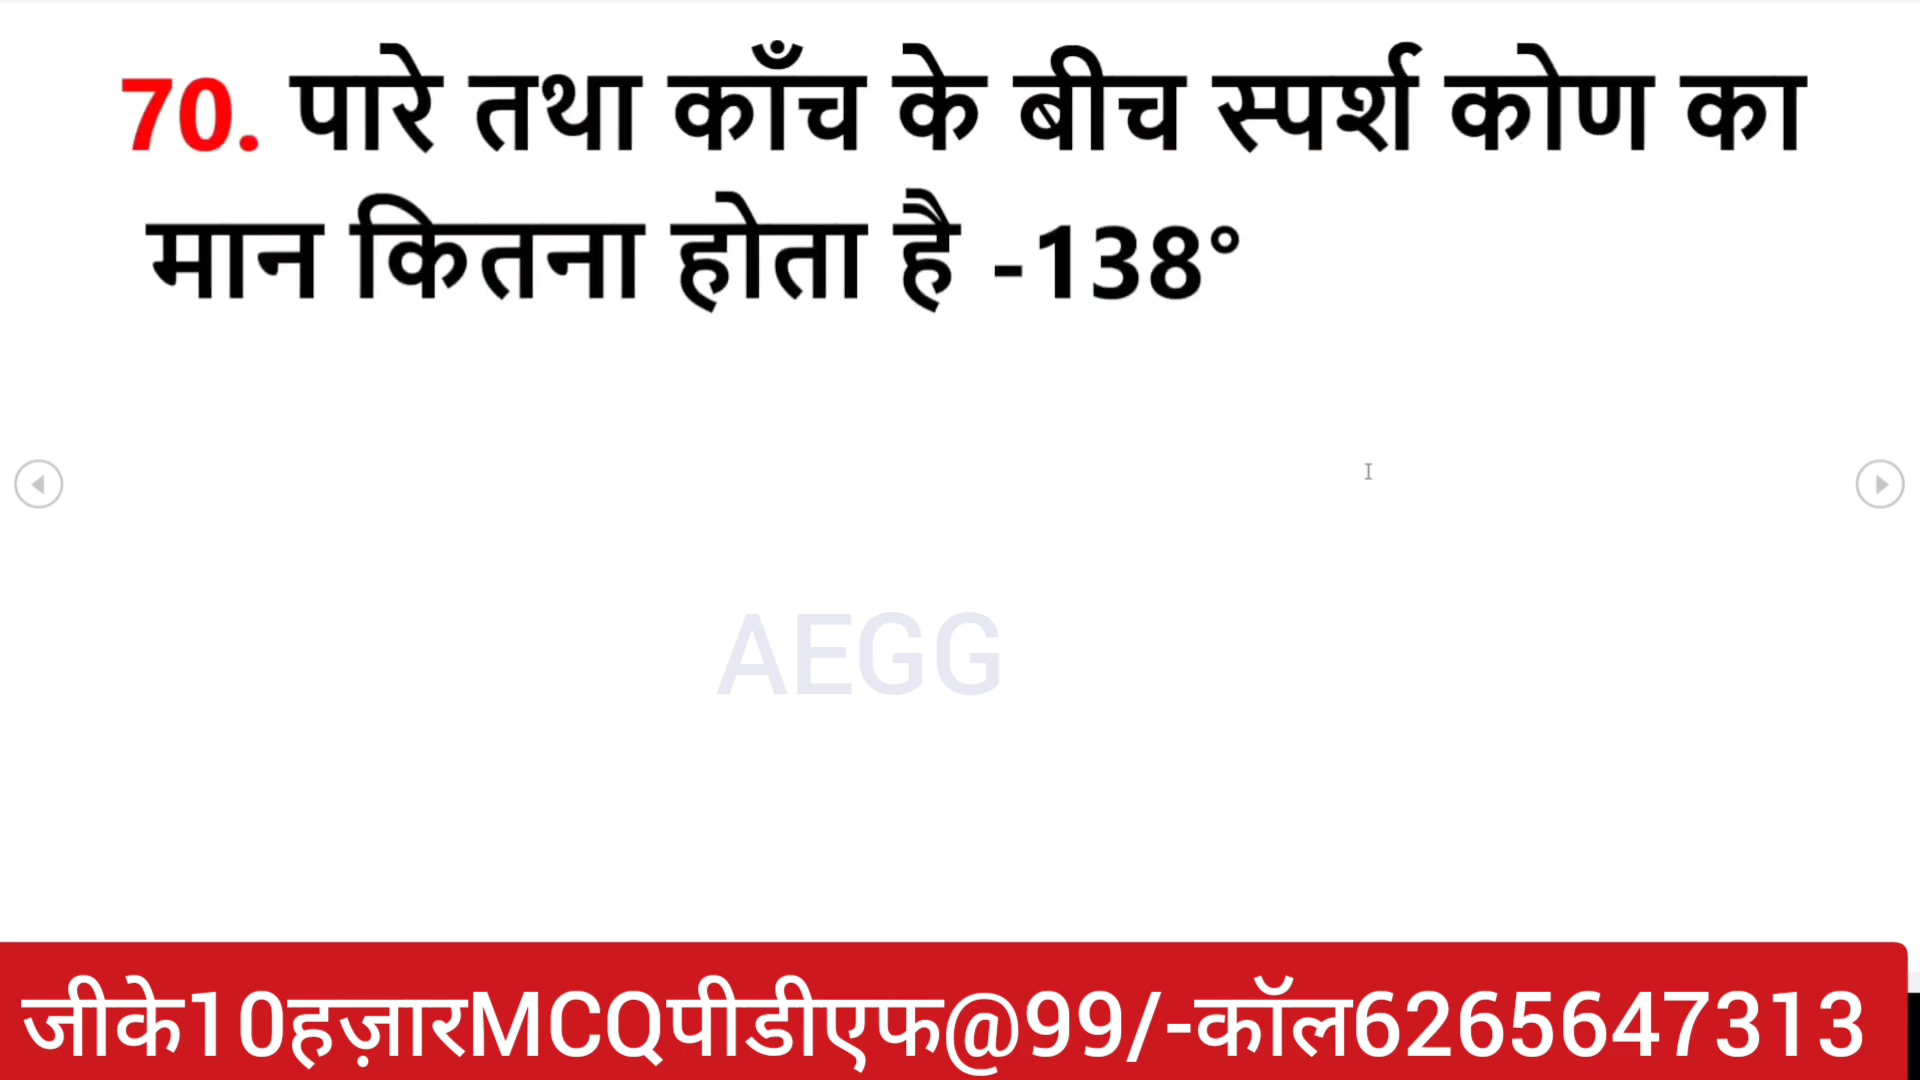 70. पारे तथा काँच के बीच स्पर्श कोण का
मान कितना होता है -138°
AEGG
जीके10हज़ारMCQपीडीएफ@99/-कॉल6265647313